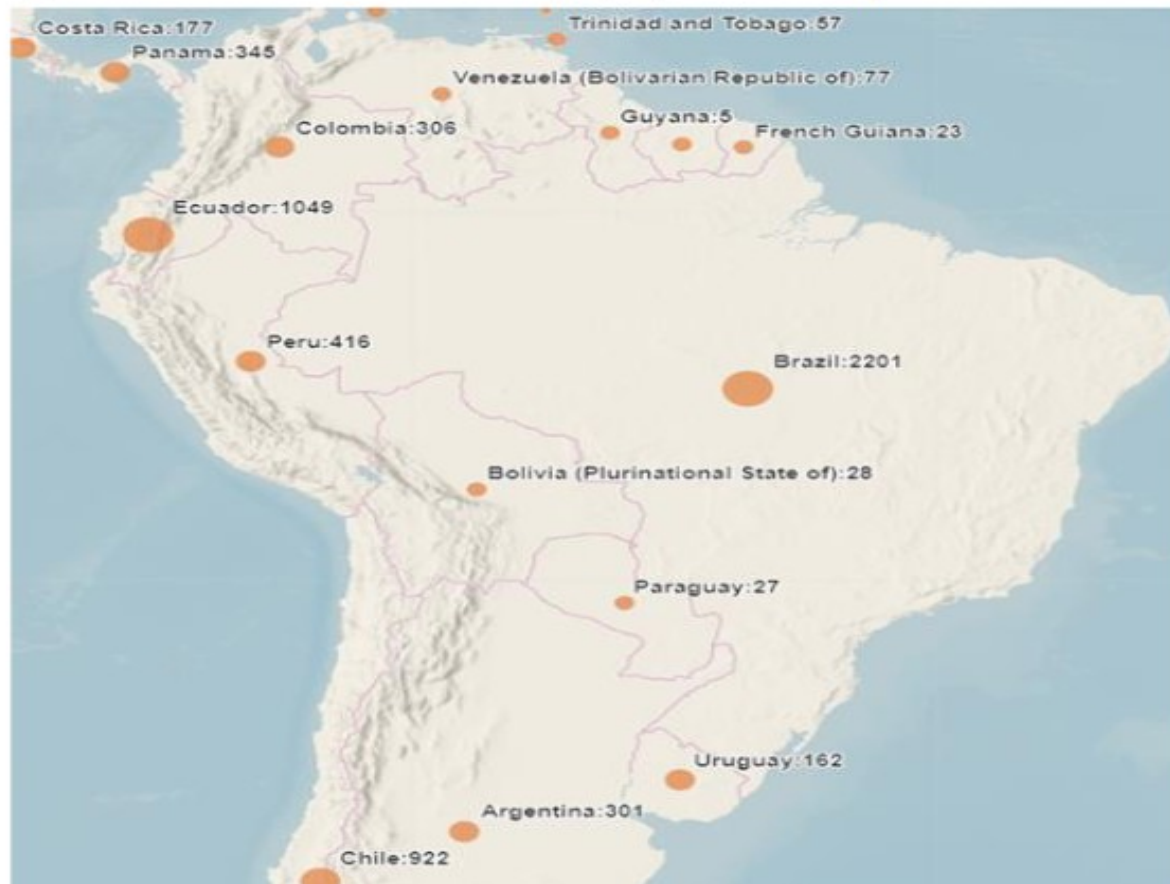 Costa Rica:177
Trinidad and Tobago:57
Panama:345
Venezuela (Bolivarian Republic of):77
Guyana:5
Colombia:306
French Guiana:23
Ecuador:1049
Peru:416
Brazil:2201
Bolivia (Plurinational State of):28
Paraguay:27
Uruguay:162
Argentina:301
Chile:922